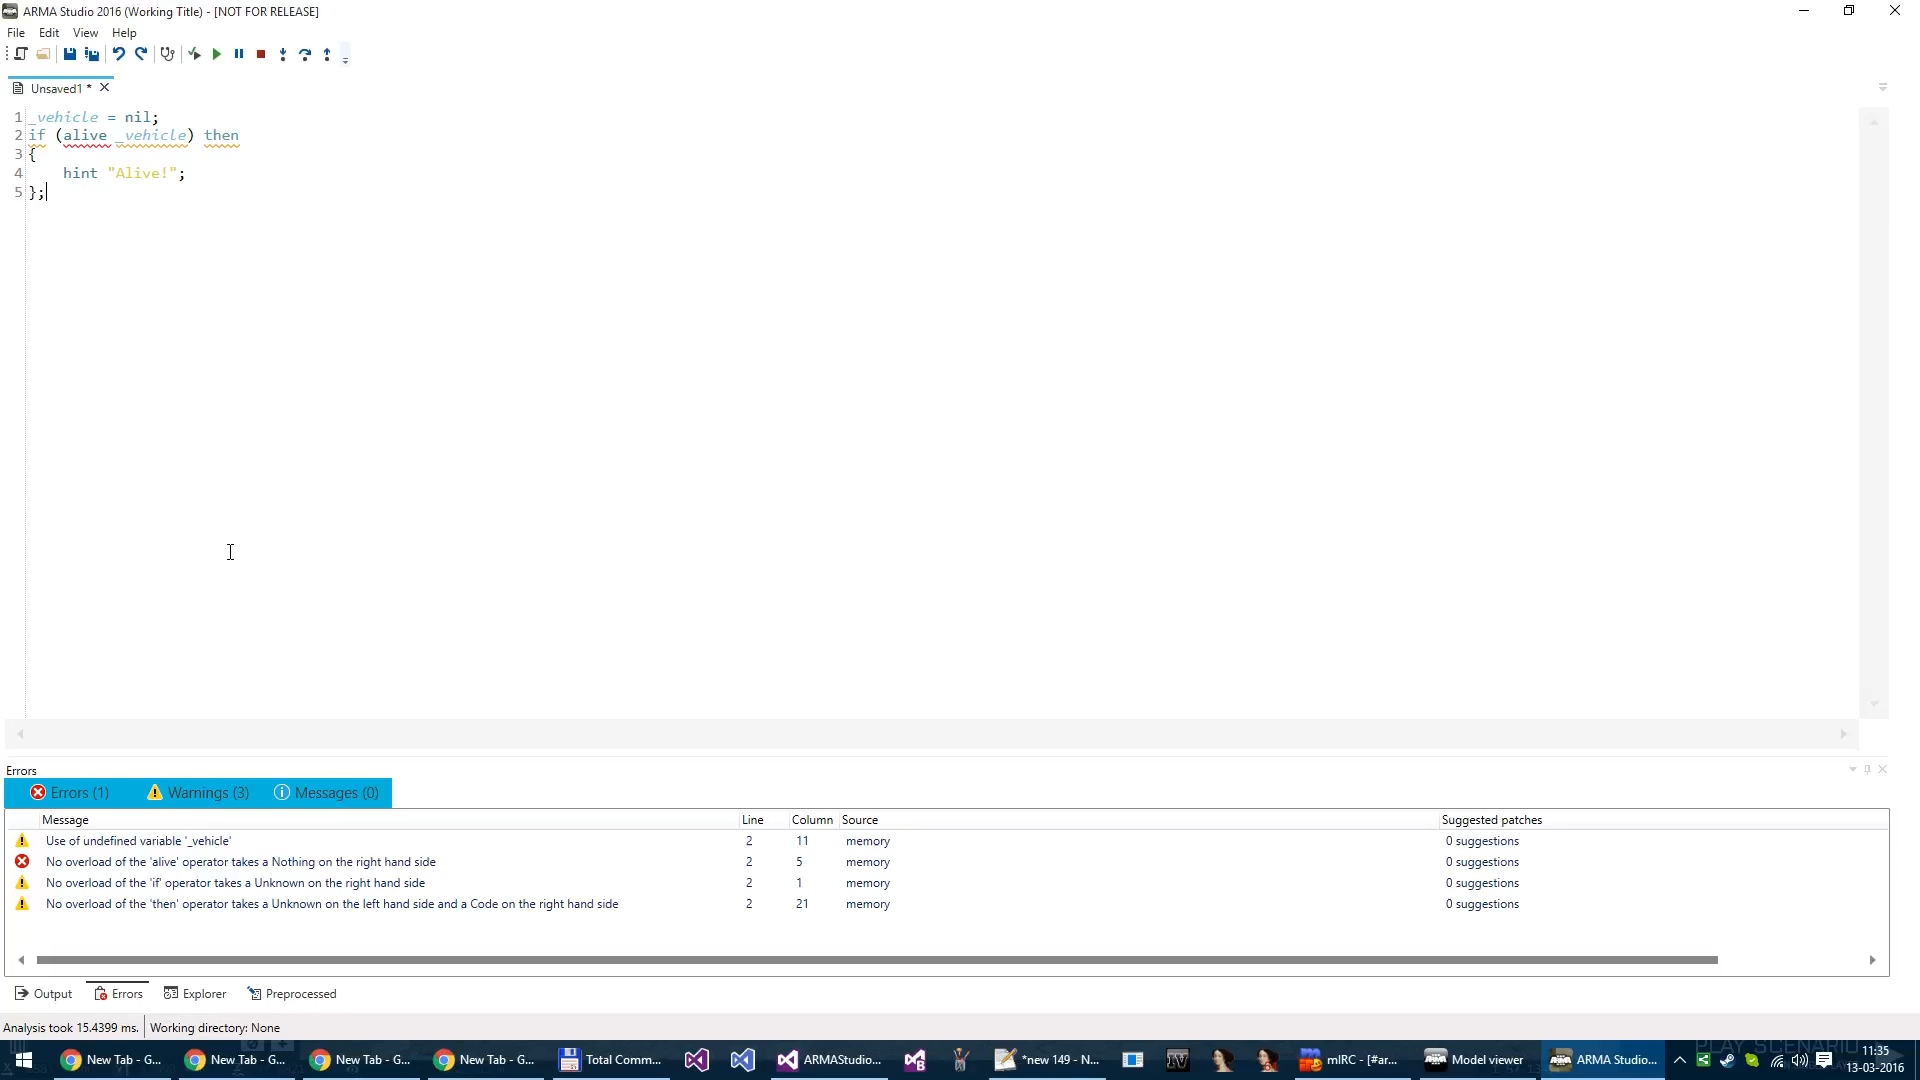 ARMA Studio 2016 (Working Title) - [NOT FOR RELEASE]
File Edit View Help
Unsaved1 *
1 _vehicle = nil;
2 if (alive _vehicle) then
3 {
4 hint "Alive!";
5 };
Errors
Errors (1) Warnings (3) Messages (0)
Message Line Column Source Suggested patches
Use of undefined variable '_vehicle' 2 11 memory 0 suggestions
No overload of the 'alive' operator takes a Nothing on the right hand side 2 5 memory 0 suggestions
No overload of the 'if' operator takes a Unknown on the right hand side 2 1 memory 0 suggestions
No overload of the 'then' operator takes a Unknown on the left hand side and a Code on the right hand side 2 21 memory 0 suggestions
Output Errors Explorer Preprocessed
Analysis took 15.4399 ms. Working directory: None
New Tab - G... New Tab - G... New Tab - G... New Tab - G... Total Comm... ARMAStudio... *new 149 - N... IV mIRC - [#ar... Model viewer ARMA Studio... 11:35
13-03-2016
PLAY SCENARIO